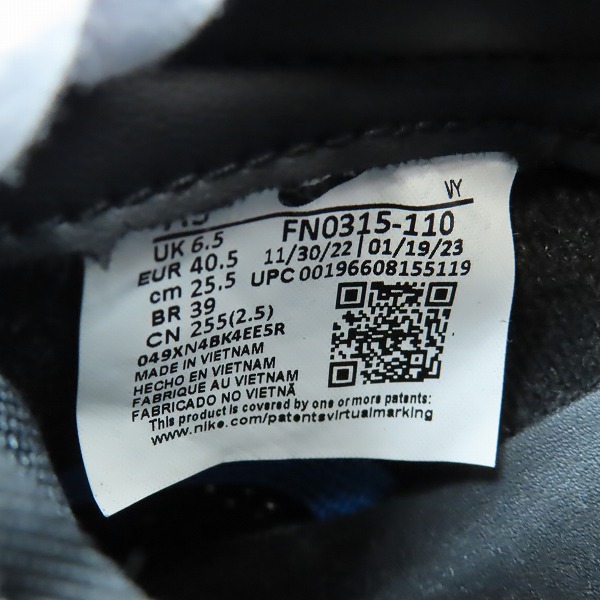 VY
UK 6.5
EUR 40.5
cm 25.5
BR 39
CN 255(2.5)
FN0315-110
11/30/22 01/19/23
UPC 00196608155119
049XN4BK4EE5R
MADE IN VIETNAM
HECHO EN VIETNAM
FABRIQUE AU VIETNAM
FABRICADO NO VIETNÃ
This product is covered by one or more patents:
www.nike.com/patentsvirtualmarking